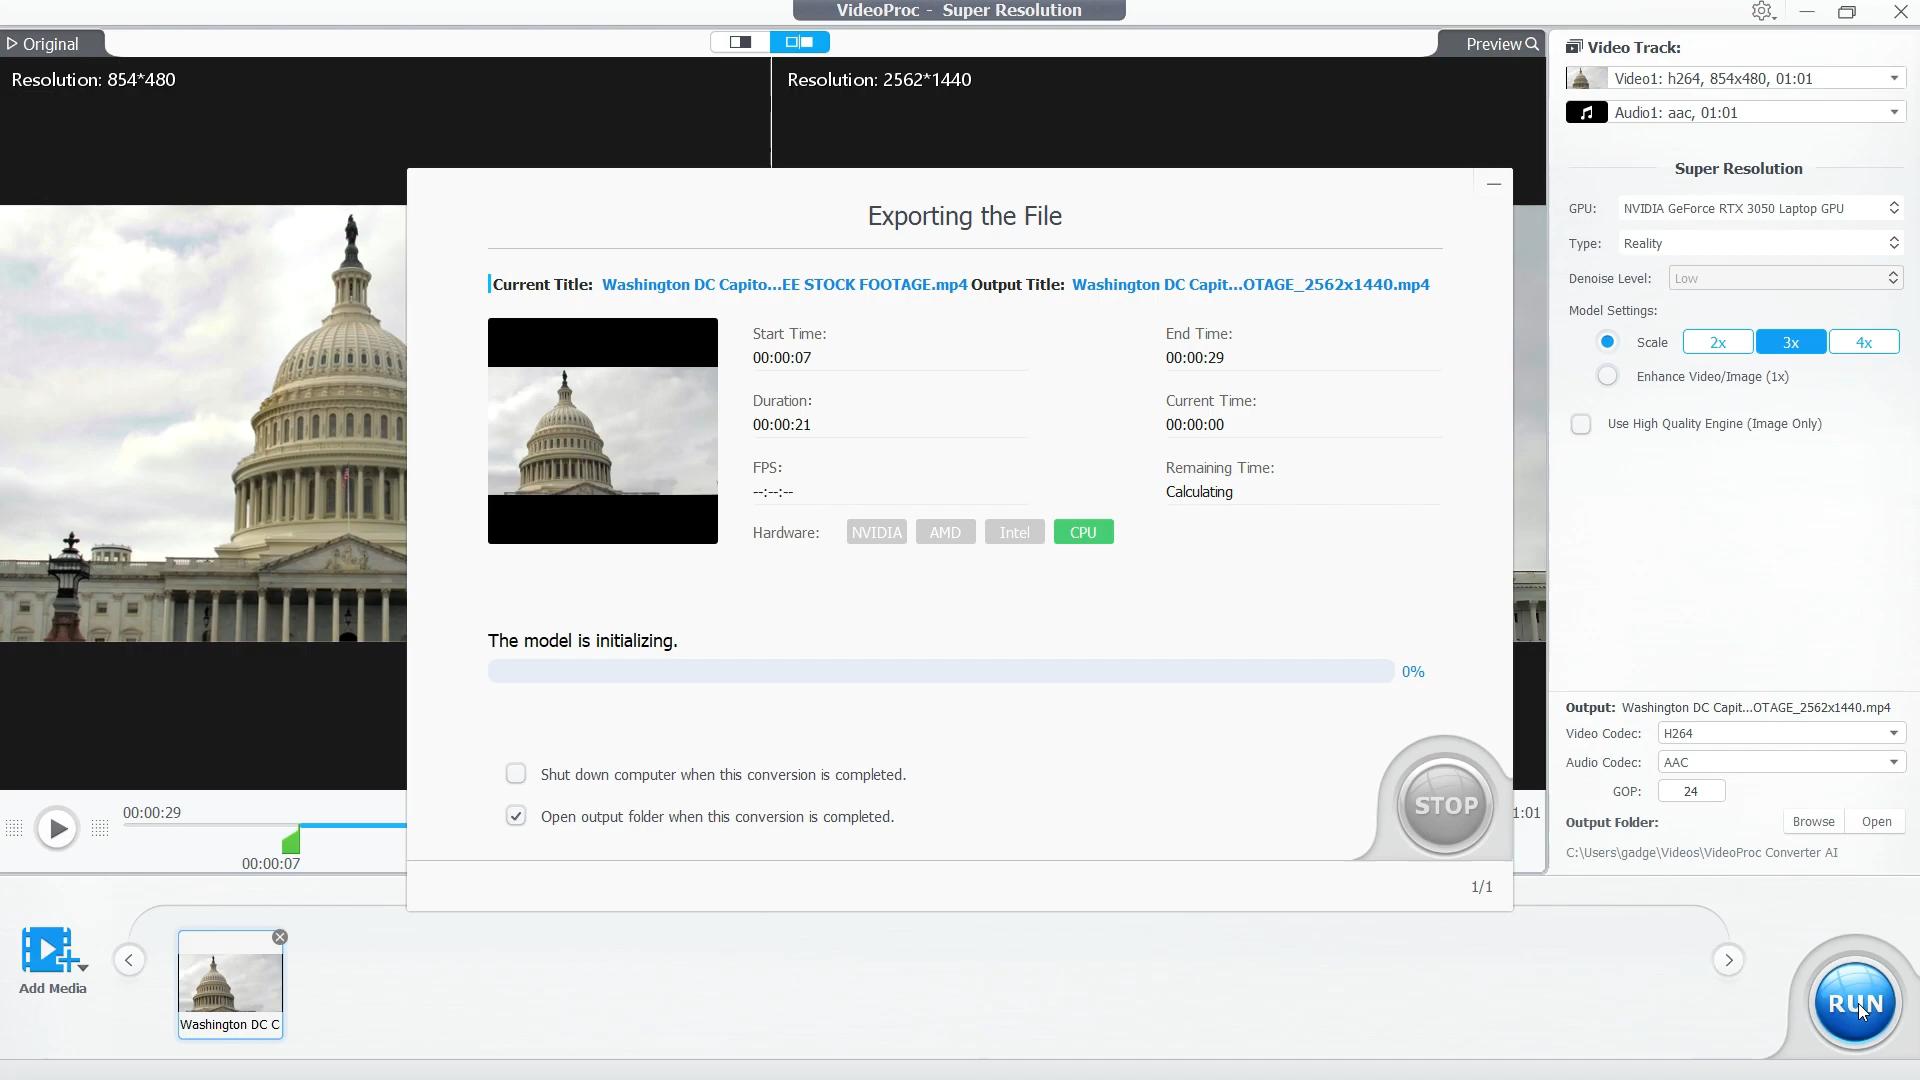 VideoProc - Super Resolution
Original
Preview
Resolution: 854*480
Resolution: 2562*1440
Video Track:
Video1: h264, 854x480, 01:01
Audio1: aac, 01:01
Super Resolution
GPU: NVIDIA GeForce RTX 3050 Laptop GPU
Type: Reality
Denoise Level: Low
Model Settings:
Scale 2x 3x 4x
Enhance Video/Image (1x)
Use High Quality Engine (Image Only)
Exporting the File
Current Title: Washington DC Capito...EE STOCK FOOTAGE.mp4 Output Title: Washington DC Capit...OTAGE_2562x1440.mp4
Start Time:
00:00:07
End Time:
00:00:29
Duration:
00:00:21
Current Time:
00:00:00
FPS:
--:--:--
Remaining Time:
Calculating
Hardware: NVIDIA AMD Intel CPU
The model is initializing.
0%
Shut down computer when this conversion is completed.
Open output folder when this conversion is completed.
STOP
1/1
00:00:29
1:01
00:00:07
Output: Washington DC Capit...OTAGE_2562x1440.mp4
Video Codec: H264
Audio Codec: AAC
GOP: 24
Output Folder: Browse Open
C:\Users\gadge\Videos\VideoProc Converter AI
Add Media
Washington DC C
RUN